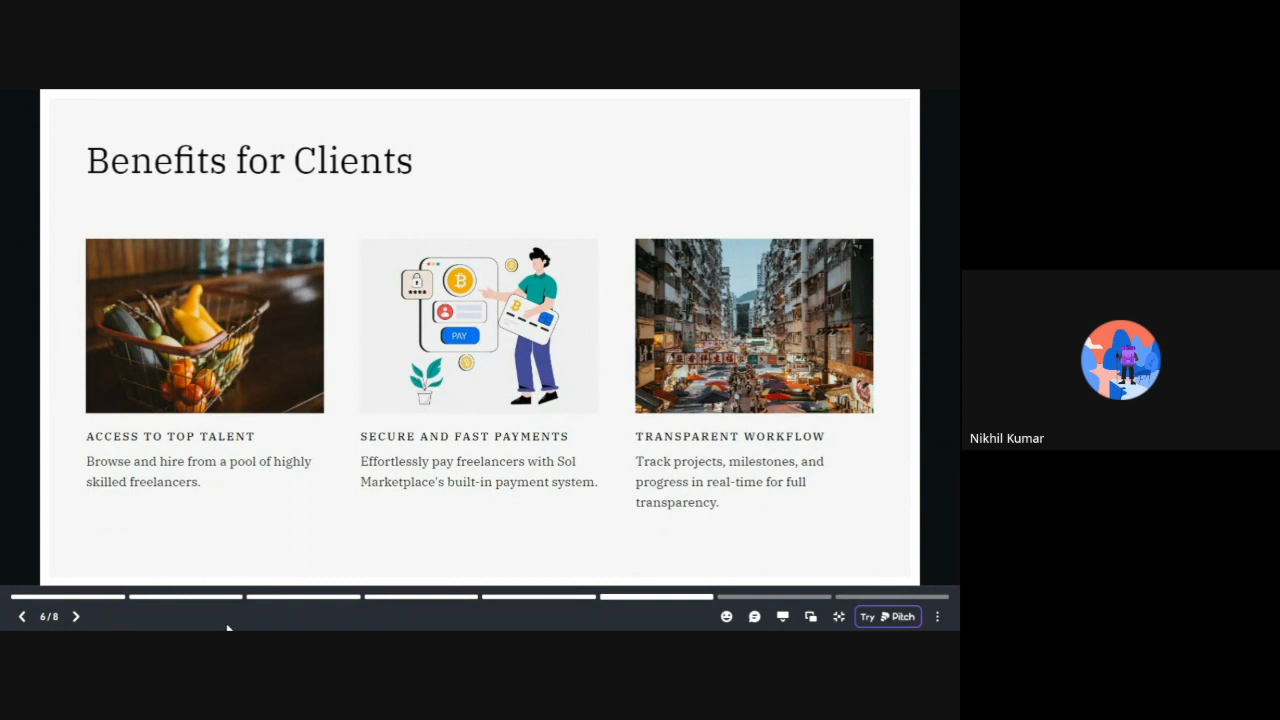 Benefits for Clients
PAY
ACCESS TO TOP TALENT
Browse and hire from a pool of highly
skilled freelancers.
SECURE AND FAST PAYMENTS
Effortlessly pay freelancers with Sol
Marketplace's built-in payment system.
TRANSPARENT WORKFLOW
Track projects, milestones, and
progress in real-time for full
transparency.
Nikhil Kumar
6/8
Try Pitch